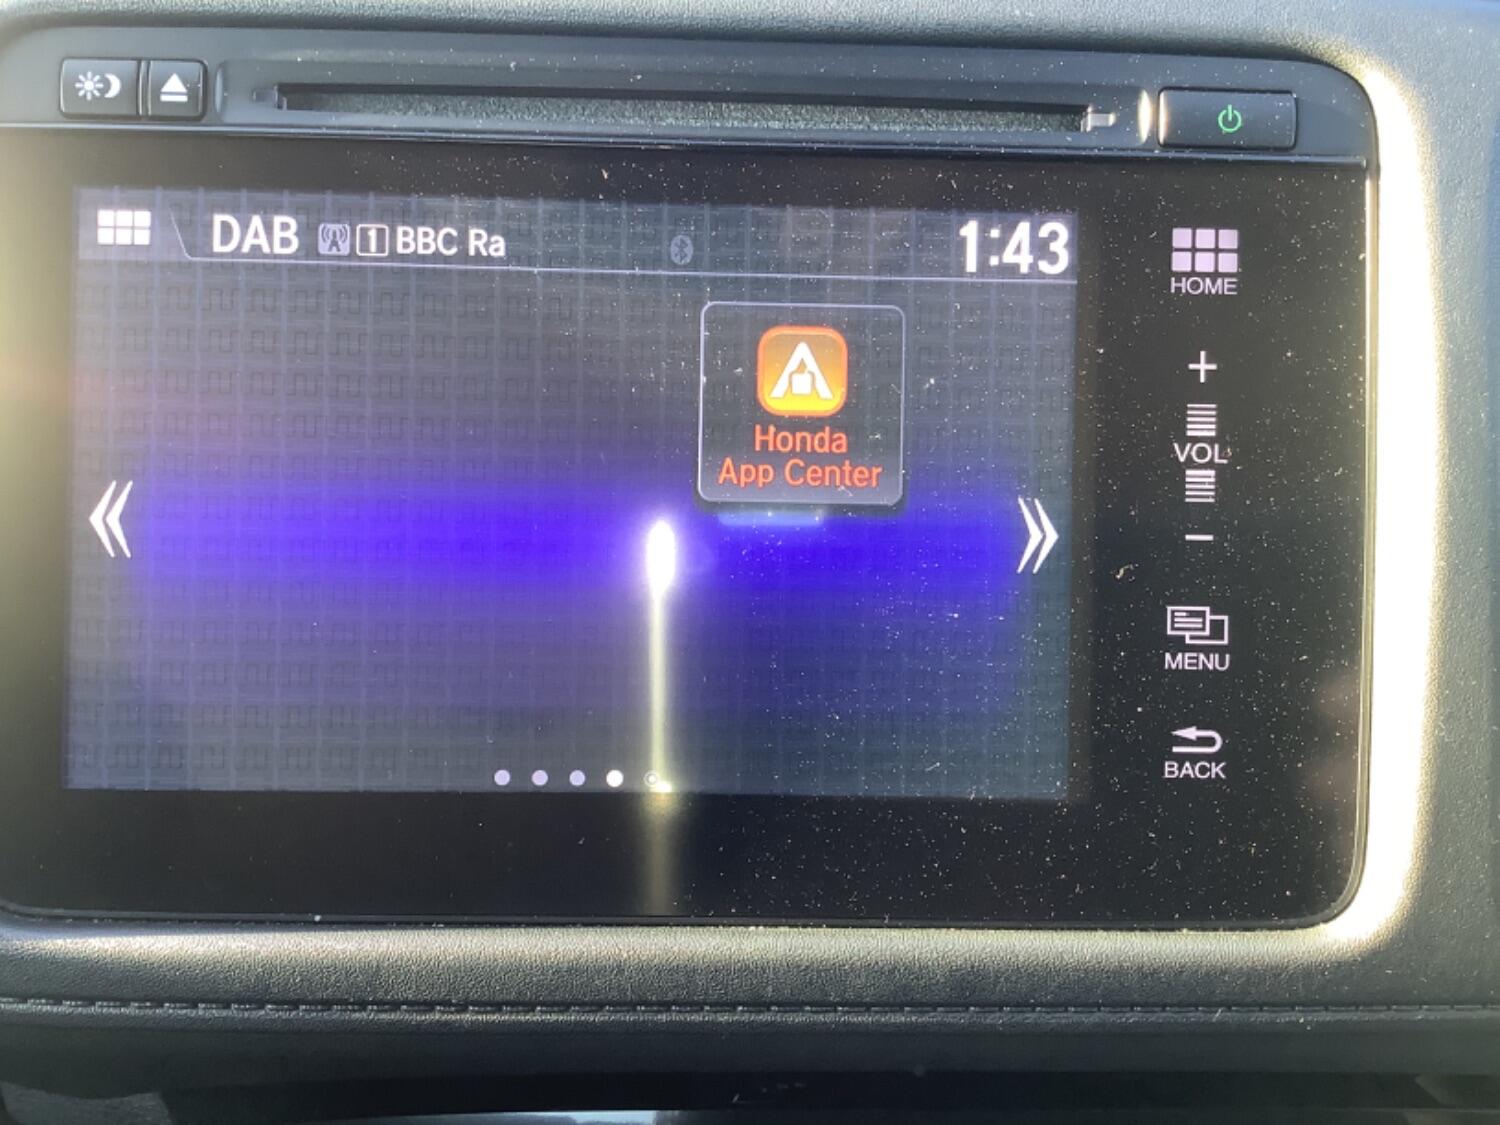 DAB 1 BBC Ra 1:43
HOME
Honda
App Center
+
VOL
−
MENU
BACK